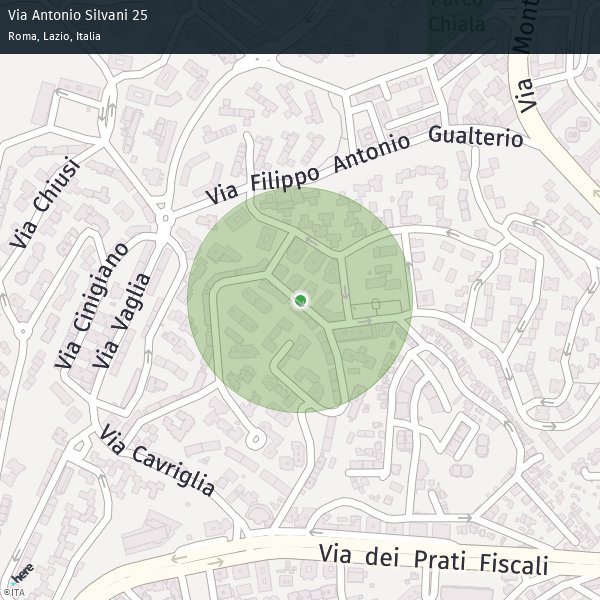 Via Antonio Silvani 25
Roma, Lazio, Italia
Parco
Chiala
Via Mont
Via Filippo Antonio Gualterio
Via Chiusi
Via Cinigiano
Via Vaglia
Via Cavriglia
Via dei Prati Fiscali
here
©ITA